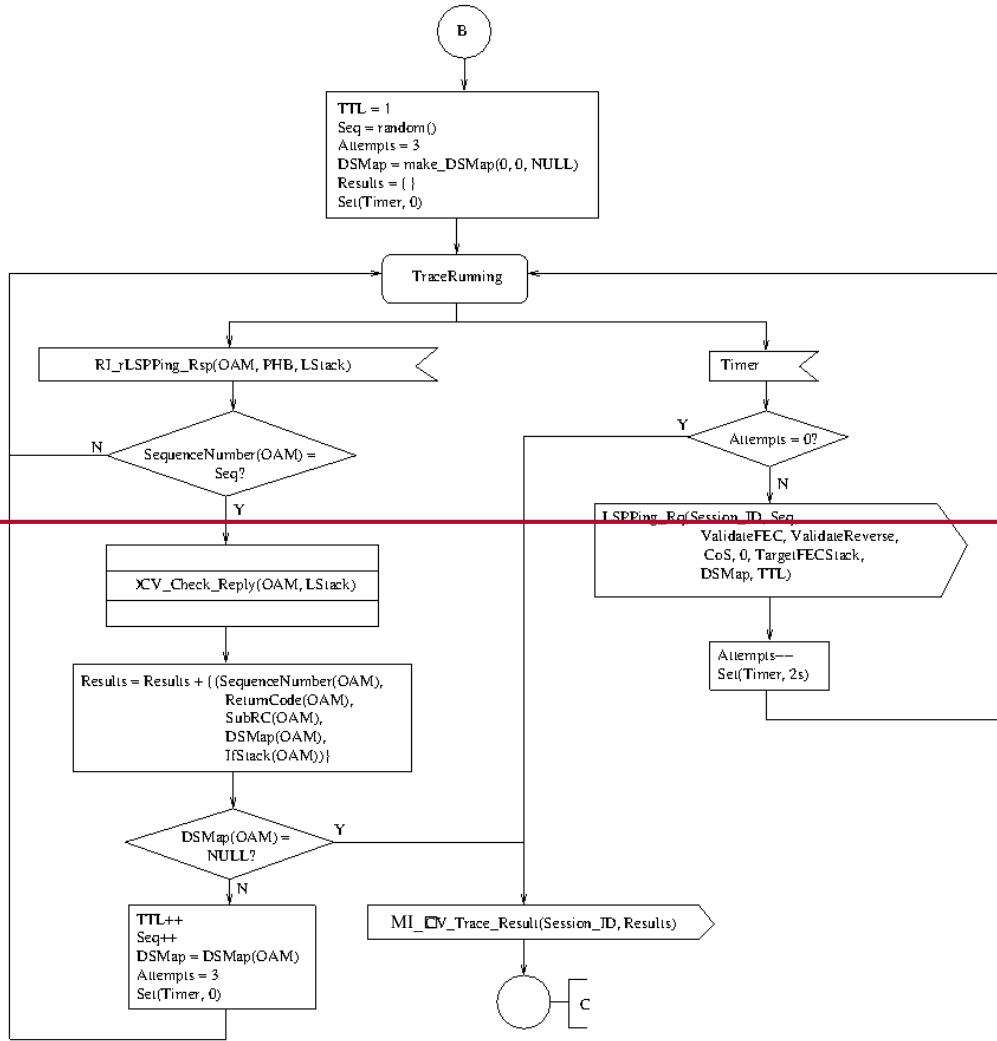 B
TTL = 1
Seq = random()
Attempts = 3
DSMap = make_DSMap(0, 0, NULL)
Results = { }
Set(Timer, 0)
TraceRunning
RI_rLSPPing_Rsp(OAM, PHB, LStack)
Timer
N
SequenceNumber(OAM) =
Seq?
Y
Y
Attempts = 0?
N
LSPPing_Rq(Session_ID, Seq,
ValidateFEC, ValidateReverse,
CoS, 0, TargetFECStack,
DSMap, TTL)
XCV_Check_Reply(OAM, LStack)
Attempts--
Set(Timer, 2s)
Results = Results + {(SequenceNumber(OAM),
ReturnCode(OAM),
SubRC(OAM),
DSMap(OAM),
IfStack(OAM))}
DSMap(OAM) =
NULL?
Y
N
TTL++
Seq++
DSMap = DSMap(OAM)
Attempts = 3
Set(Timer, 0)
MI_CV_Trace_Result(Session_ID, Results)
C